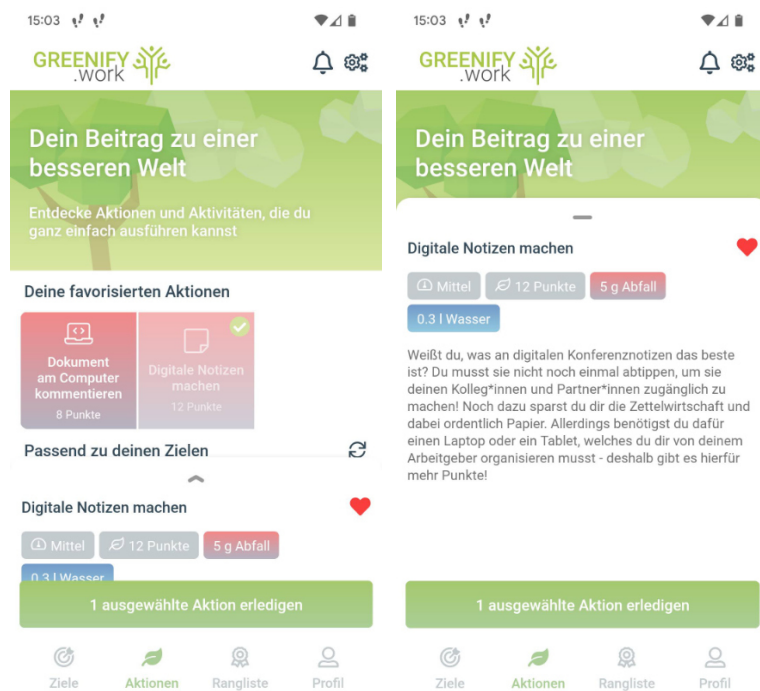 15:03
GREENIFY
.work
Dein Beitrag zu einer
besseren Welt
Entdecke Aktionen und Aktivitäten, die du
ganz einfach ausführen kannst
Deine favorisierten Aktionen
Dokument
am Computer
kommentieren
8 Punkte
Digitale Notizen
machen
12 Punkte
Passend zu deinen Zielen
Digitale Notizen machen
Mittel
12 Punkte
5 g Abfall
0.3 l Wasser
1 ausgewählte Aktion erledigen
Ziele
Aktionen
Rangliste
Profil
15:03
GREENIFY
.work
Dein Beitrag zu einer
besseren Welt
Digitale Notizen machen
Mittel
12 Punkte
5 g Abfall
0.3 l Wasser
Weißt du, was an digitalen Konferenznotizen das beste
ist? Du musst sie nicht noch einmal abtippen, um sie
deinen Kolleg*innen und Partner*innen zugänglich zu
machen! Noch dazu sparst du dir die Zettelwirtschaft und
dabei ordentlich Papier. Allerdings benötigst du dafür
einen Laptop oder ein Tablet, welches du dir von deinem
Arbeitgeber organisieren musst - deshalb gibt es hierfür
mehr Punkte!
1 ausgewählte Aktion erledigen
Ziele
Aktionen
Rangliste
Profil